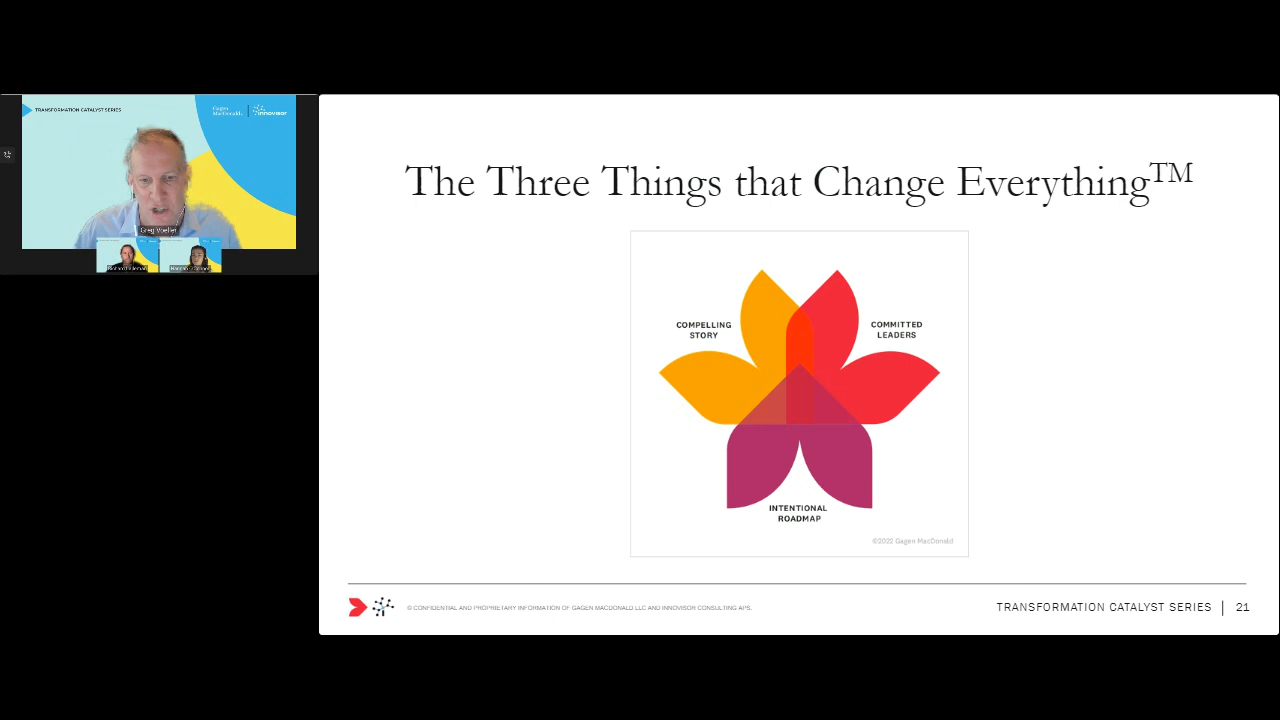 TRANSFORMATION CATALYST SERIES
Gagen
MacDonald
innovisor
Greg Voeller
The Three Things that Change Everything™
COMPELLING
STORY
COMMITTED
LEADERS
INTENTIONAL
ROADMAP
©2022 Gagen MacDonald
© CONFIDENTIAL AND PROPRIETARY INFORMATION OF GAGEN MACDONALD LLC AND INNOVISOR CONSULTING APS.
TRANSFORMATION CATALYST SERIES | 21